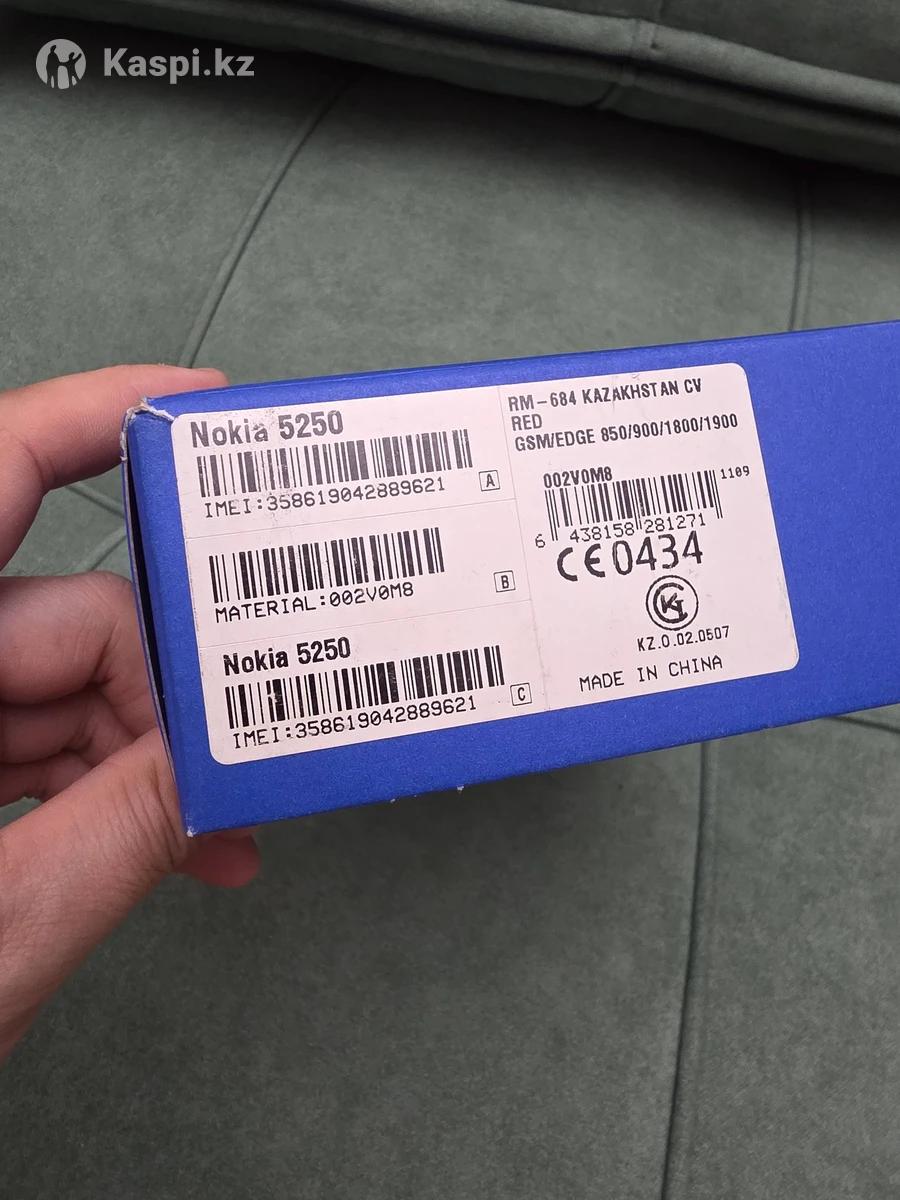 Kaspi.kz
Nokia 5250
IMEI:358619042889621
A
MATERIAL:002V0M8
B
Nokia 5250
IMEI:358619042889621
C
RM-684 KAZAKHSTAN CV
RED
GSM/EDGE 850/900/1800/1900
002V0M8
1109
6 438158 281271
CE0434
KZ.O.02.0507
MADE IN CHINA